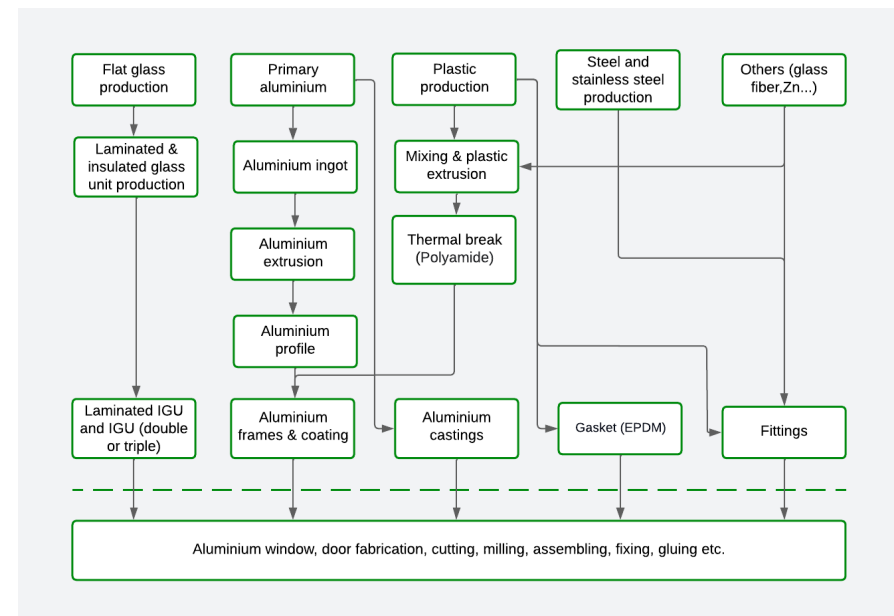 Flat glass
production
Primary
aluminium
Plastic
production
Steel and
stainless steel
production
Others (glass
fiber,Zn...)
Laminated &
insulated glass
unit production
Aluminium ingot
Mixing & plastic
extrusion
Aluminium
extrusion
Thermal break
(Polyamide)
Aluminium
profile
Laminated IGU
and IGU (double
or triple)
Aluminium
frames & coating
Aluminium
castings
Gasket (EPDM)
Fittings
Aluminium window, door fabrication, cutting, milling, assembling, fixing, gluing etc.